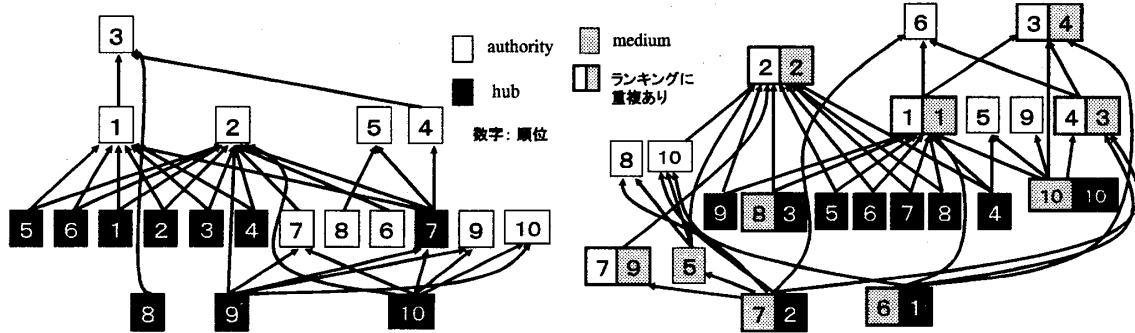 3
1 2 5 4
5 6 1 2 3 4 7 8 6 7 9 10
8 9 10
authority
hub
数字: 順位
medium
ランキングに
重複あり
6 3 4
2 2
1 1 5 9 4 3
8 10
9 8 3 5 6 7 8 4 10 10
7 9 5
7 2 6 1